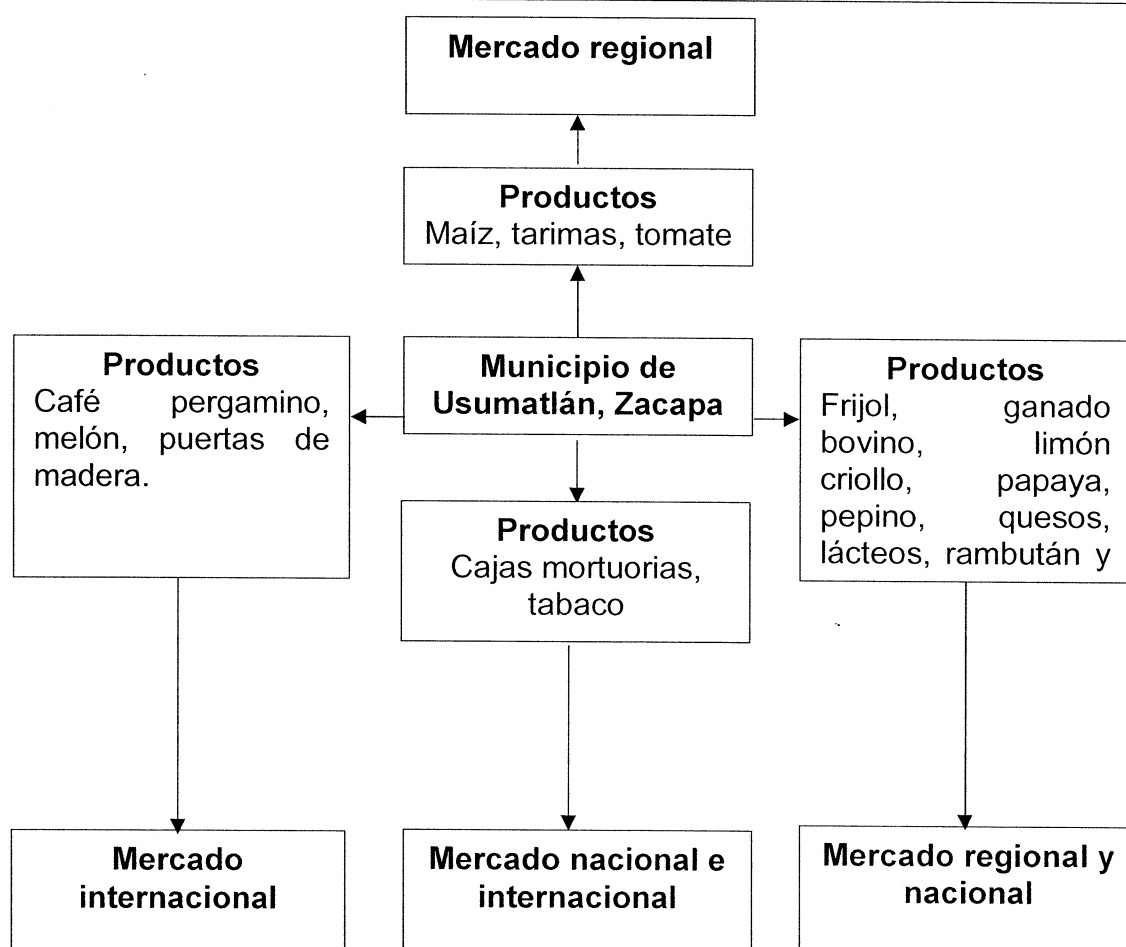 Mercado regional
Productos
Maíz, tarimas, tomate
Municipio de
Usumatlán, Zacapa
Productos
Café pergamino,
melón, puertas de
madera.
Productos
Cajas mortuorias,
tabaco
Productos
Frijol, ganado
bovino, limón
criollo, papaya,
pepino, quesos,
lácteos, rambután y
Mercado
internacional
Mercado nacional e
internacional
Mercado regional y
nacional